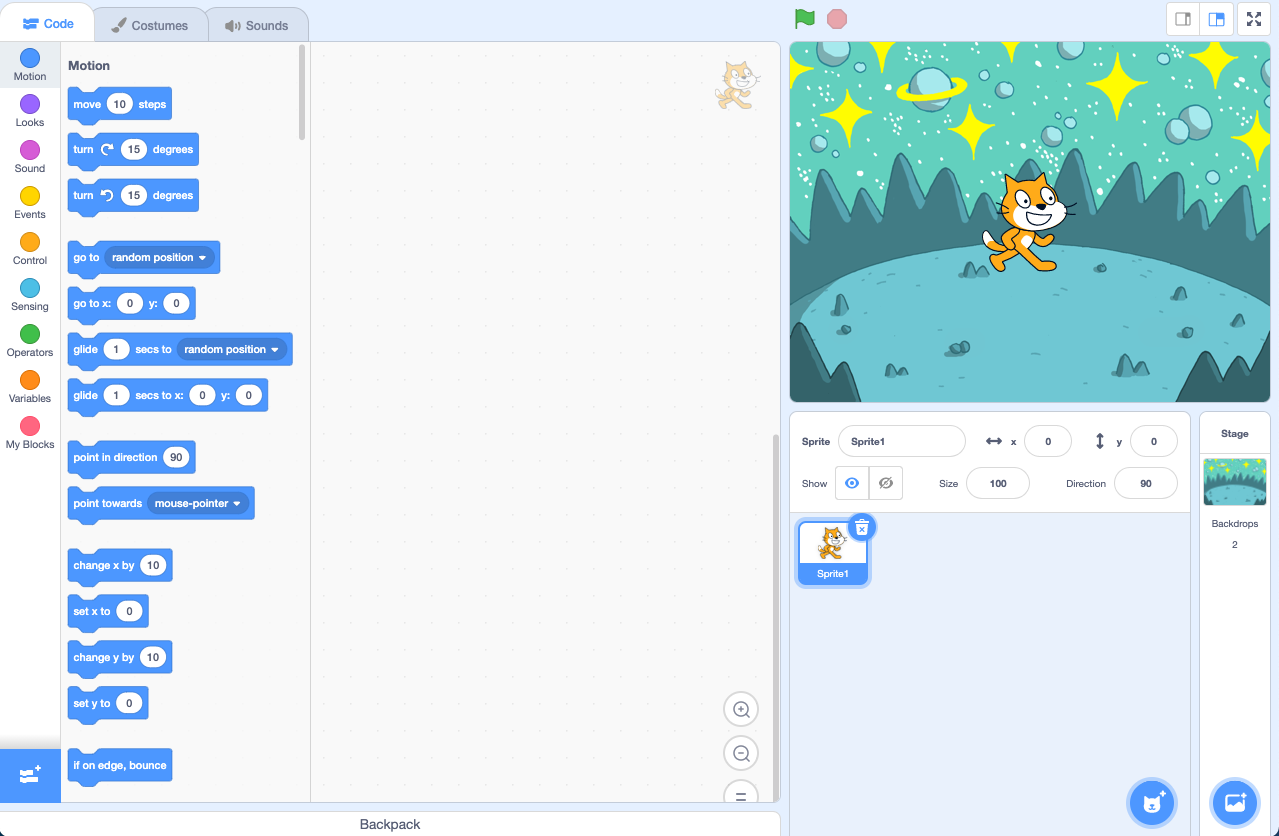 Code
Costumes
Sounds
Motion
Looks
Sound
Events
Control
Sensing
Operators
Variables
My Blocks
Motion
move 10 steps
turn 15 degrees
turn 15 degrees
go to random position
go to x: 0 y: 0
glide 1 secs to random position
glide 1 secs to x: 0 y: 0
point in direction 90
point towards mouse-pointer
change x by 10
set x to 0
change y by 10
set y to 0
if on edge, bounce
Backpack
Sprite Sprite1 x 0 y 0
Show Size 100 Direction 90
Sprite1
Stage
Backdrops
2